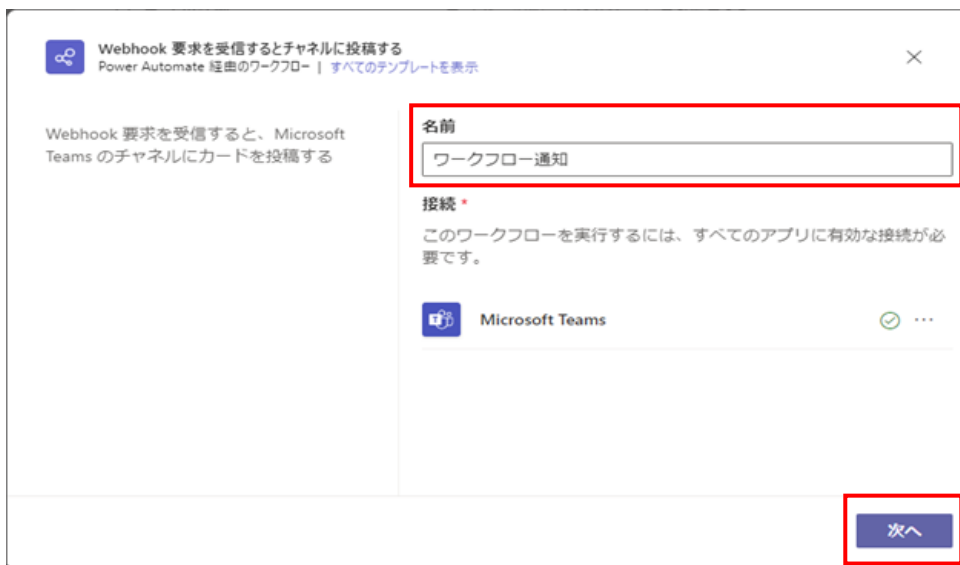 Webhook 要求を受信するとチャネルに投稿する
Power Automate 経由のワークフロー | すべてのテンプレートを表示
Webhook 要求を受信すると、Microsoft
Teams のチャネルにカードを投稿する
名前
ワークフロー通知
接続 *
このワークフローを実行するには、すべてのアプリに有効な接続が必
要です。
Microsoft Teams
次へ